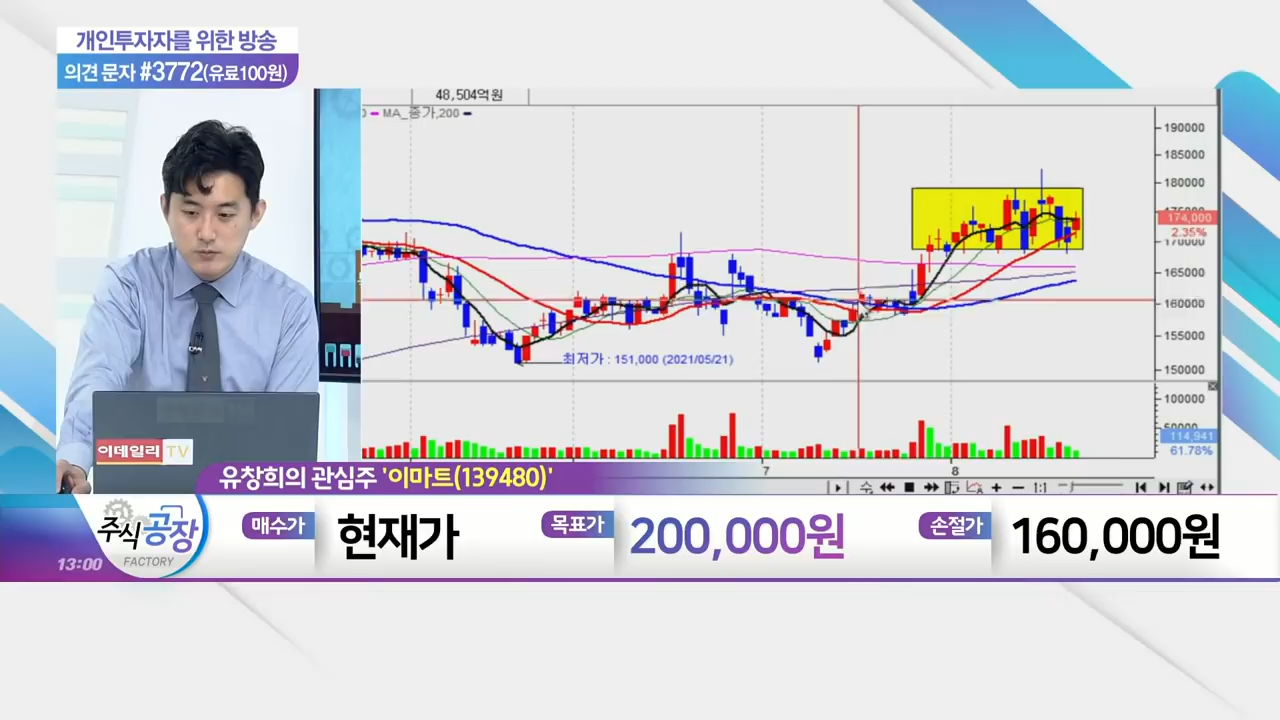 개인투자자를 위한 방송
의견 문자 #3772(유료100원)
48,504억원
MA_종가,200
190000
185000
180000
174,000
2.35%
170000
165000
160000
155000
150000
최저가 : 151,000 (2021/05/21)
100000
50000
114,941
61.78%
7
8
1:1
이데일리 TV
유창희의 관심주 '이마트(139480)'
주식공장
FACTORY
13:00
매수가
현재가
목표가
200,000원
손절가
160,000원